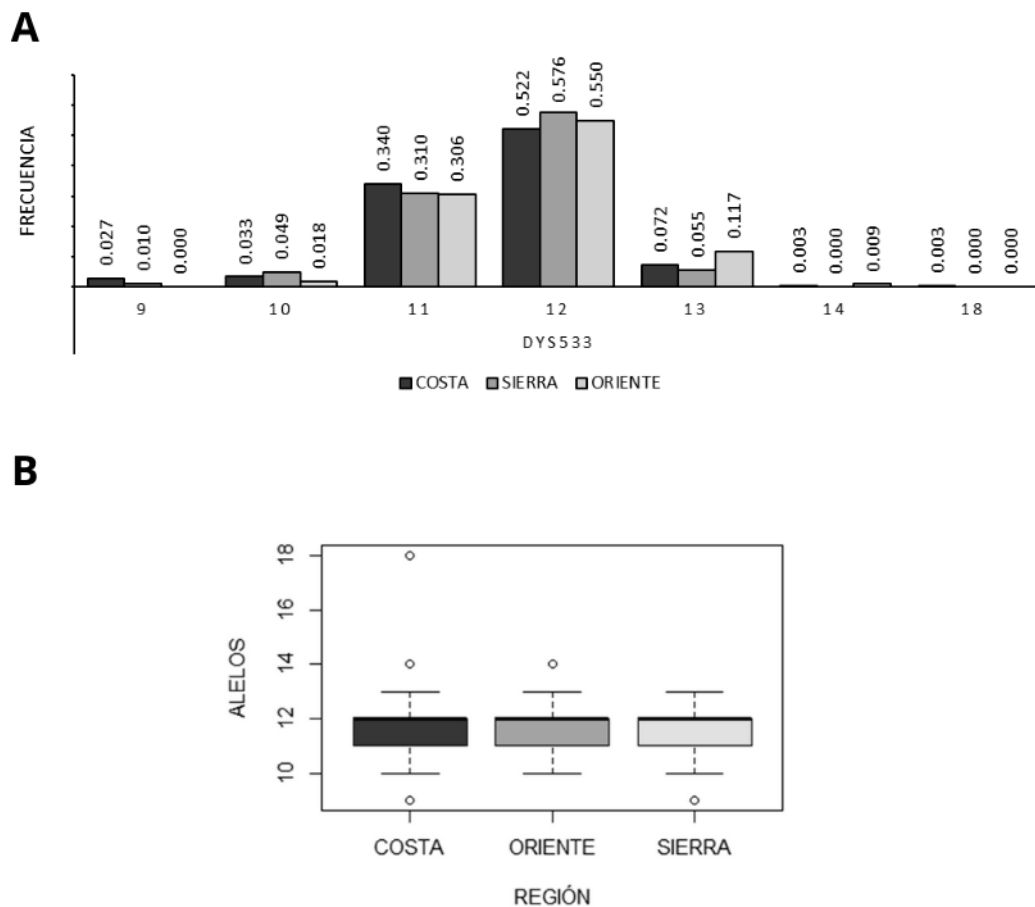 A
FRECUENCIA
0.027 0.010 0.000 0.033 0.049 0.018 0.340 0.310 0.306 0.522 0.576 0.550 0.072 0.055 0.117 0.003 0.000 0.009 0.003 0.000 0.000
9 10 11 12 13 14 18
DYS533
COSTA SIERRA ORIENTE
B
ALELOS
18
16
14
12
10
COSTA ORIENTE SIERRA
REGIÓN